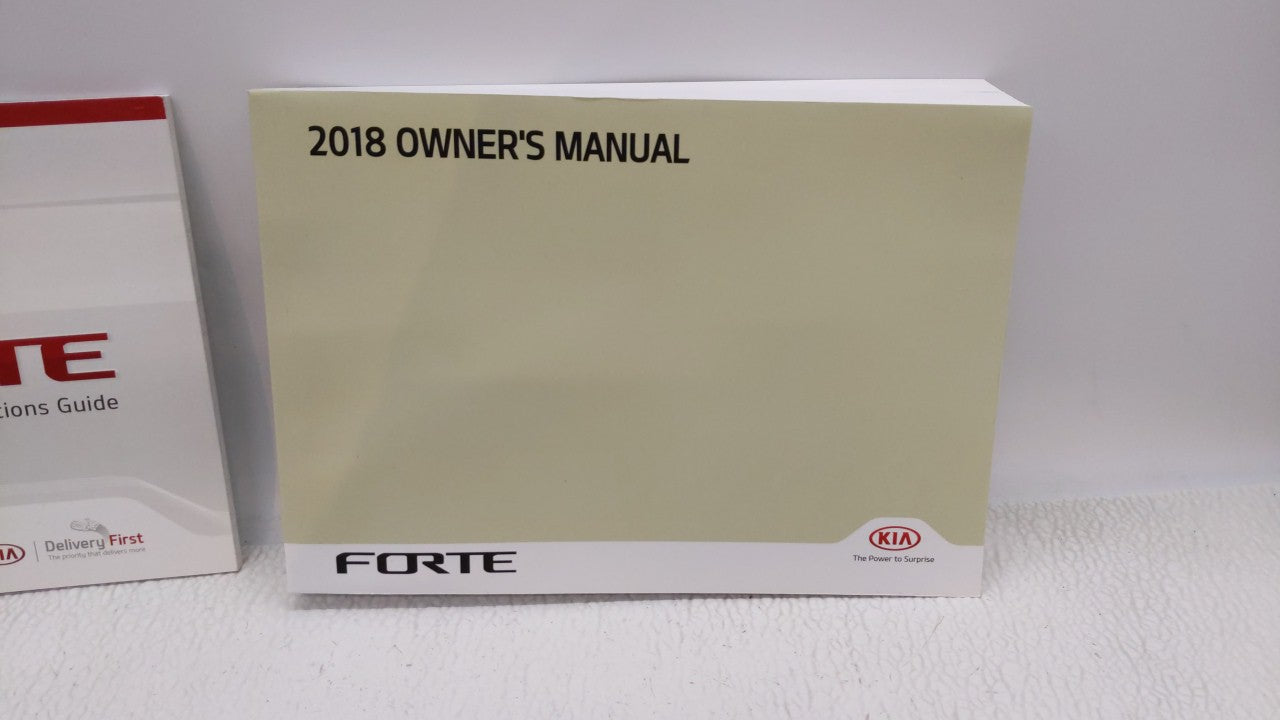 2018 OWNER'S MANUAL
FORTE
KIA
The Power to Surprise
TE
tions Guide
KIA
Delivery First
The priority that delivers more